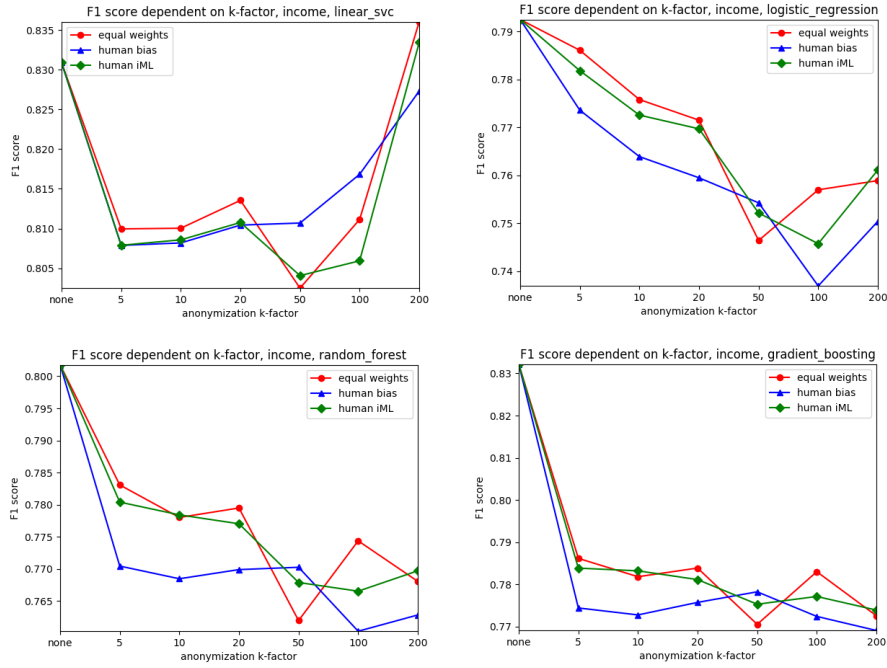 F1 score dependent on k-factor, income, linear_svc
0.835
0.830
0.825
0.820
0.815
0.810
0.805
F1 score
equal weights
human bias
human iML
none 5 10 20 50 100 200
anonymization k-factor
F1 score dependent on k-factor, income, logistic_regression
0.79
0.78
0.77
0.76
0.75
0.74
F1 score
equal weights
human bias
human iML
none 5 10 20 50 100 200
anonymization k-factor
F1 score dependent on k-factor, income, random_forest
0.800
0.795
0.790
0.785
0.780
0.775
0.770
0.765
F1 score
equal weights
human bias
human iML
none 5 10 20 50 100 200
anonymization k-factor
F1 score dependent on k-factor, income, gradient_boosting
0.83
0.82
0.81
0.80
0.79
0.78
0.77
F1 score
equal weights
human bias
human iML
none 5 10 20 50 100 200
anonymization k-factor